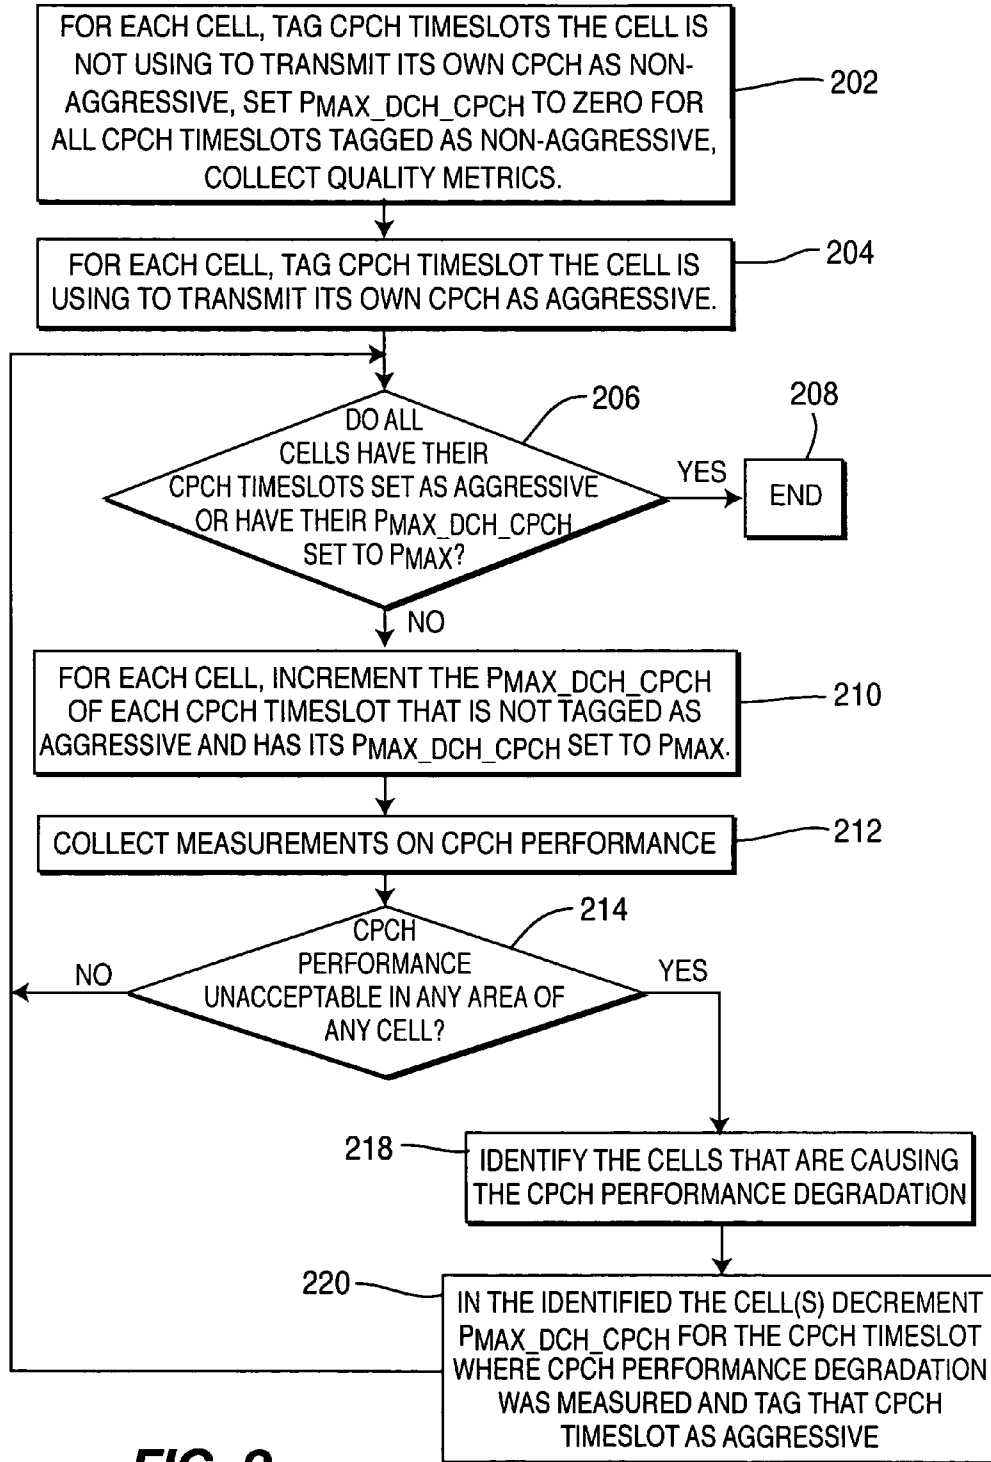 FOR EACH CELL, TAG CPCH TIMESLOTS THE CELL IS
NOT USING TO TRANSMIT ITS OWN CPCH AS NON-
AGGRESSIVE, SET PMAX_DCH_CPCH TO ZERO FOR
ALL CPCH TIMESLOTS TAGGED AS NON-AGGRESSIVE,
COLLECT QUALITY METRICS.
202
FOR EACH CELL, TAG CPCH TIMESLOT THE CELL IS
USING TO TRANSMIT ITS OWN CPCH AS AGGRESSIVE.
204
DO ALL
CELLS HAVE THEIR
CPCH TIMESLOTS SET AS AGGRESSIVE
OR HAVE THEIR PMAX_DCH_CPCH
SET TO PMAX?
206
YES
208
END
NO
FOR EACH CELL, INCREMENT THE PMAX_DCH_CPCH
OF EACH CPCH TIMESLOT THAT IS NOT TAGGED AS
AGGRESSIVE AND HAS ITS PMAX_DCH_CPCH SET TO PMAX.
210
COLLECT MEASUREMENTS ON CPCH PERFORMANCE
212
CPCH
PERFORMANCE
UNACCEPTABLE IN ANY AREA OF
ANY CELL?
214
NO
YES
218
IDENTIFY THE CELLS THAT ARE CAUSING
THE CPCH PERFORMANCE DEGRADATION
220
IN THE IDENTIFIED THE CELL(S) DECREMENT
PMAX_DCH_CPCH FOR THE CPCH TIMESLOT
WHERE CPCH PERFORMANCE DEGRADATION
WAS MEASURED AND TAG THAT CPCH
TIMESLOT AS AGGRESSIVE